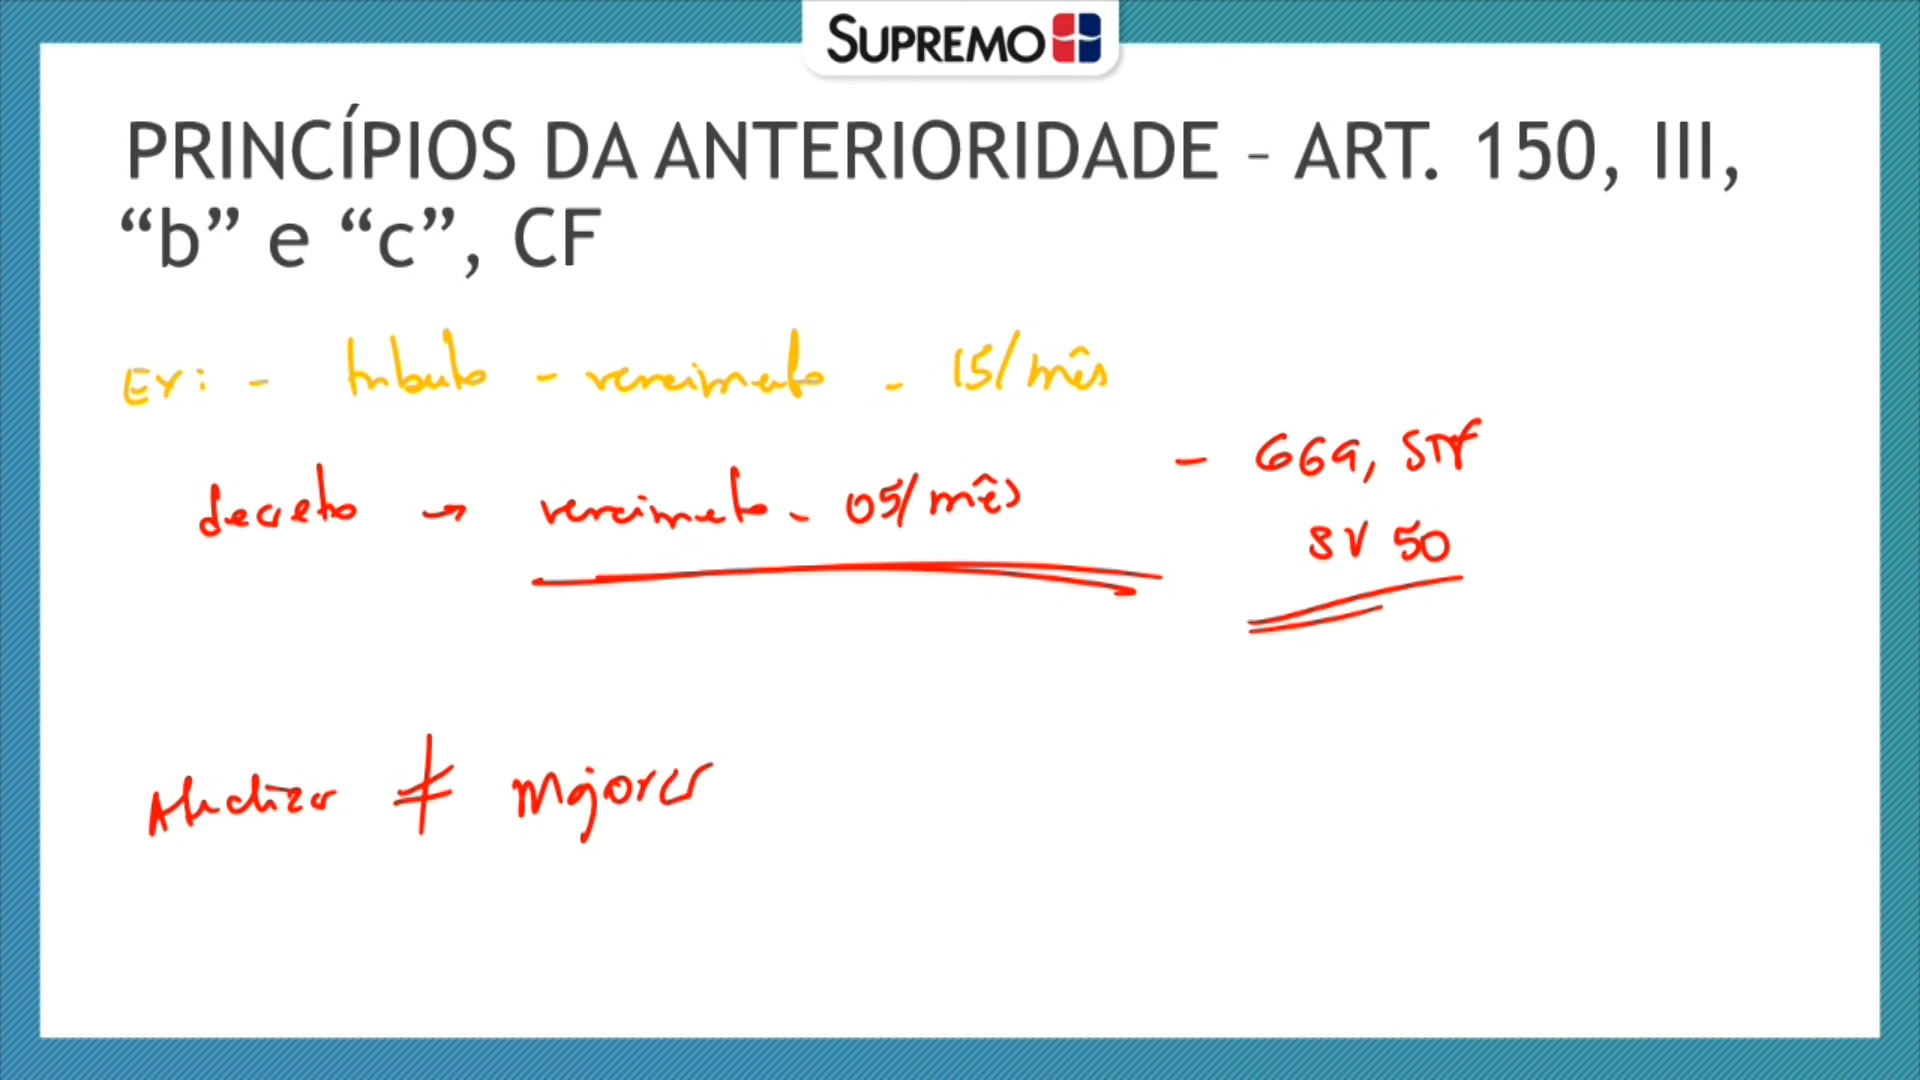 SUPREMO
PRINCÍPIOS DA ANTERIORIDADE – ART. 150, III,
“b” e “c”, CF
Ex: - tributo - vencimento - 15/mês
decreto → vencimento - 05/mês
- 669, STF
SV 50
Atualizar ≠ Majorar